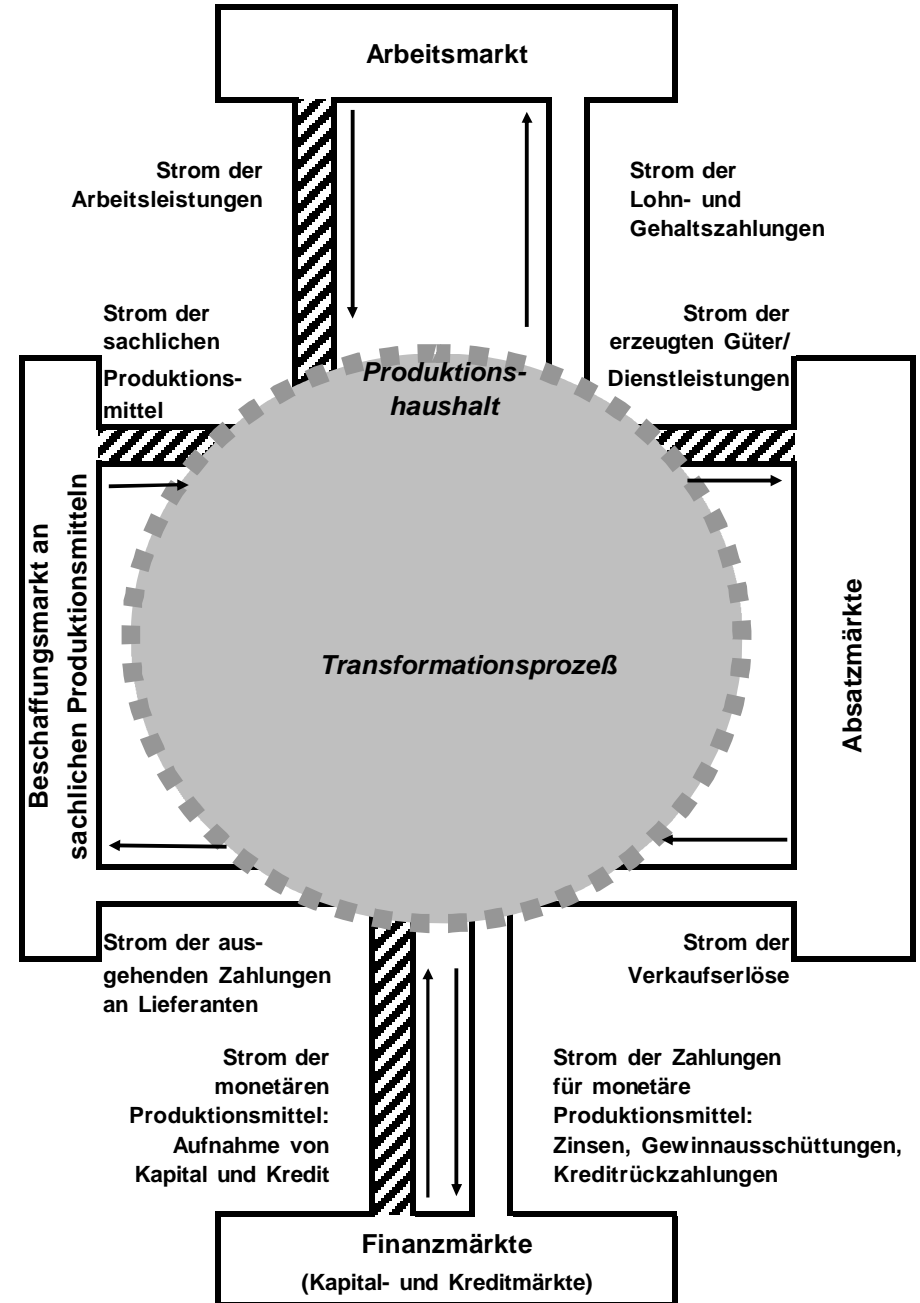 Arbeitsmarkt
Strom der
Arbeitsleistungen
Strom der
Lohn- und
Gehaltszahlungen
Strom der
sachlichen
Produktions-
mittel
Strom der
erzeugten Güter/
Dienstleistungen
Produktions-
haushalt
Beschaffungsmarkt an
sachlichen Produktionsmitteln
Transformationsprozeß
Absatzmärkte
Strom der aus-
gehenden Zahlungen
an Lieferanten
Strom der
Verkaufserlöse
Strom der
monetären
Produktionsmittel:
Aufnahme von
Kapital und Kredit
Strom der Zahlungen
für monetäre
Produktionsmittel:
Zinsen, Gewinnausschüttungen,
Kreditrückzahlungen
Finanzmärkte
(Kapital- und Kreditmärkte)